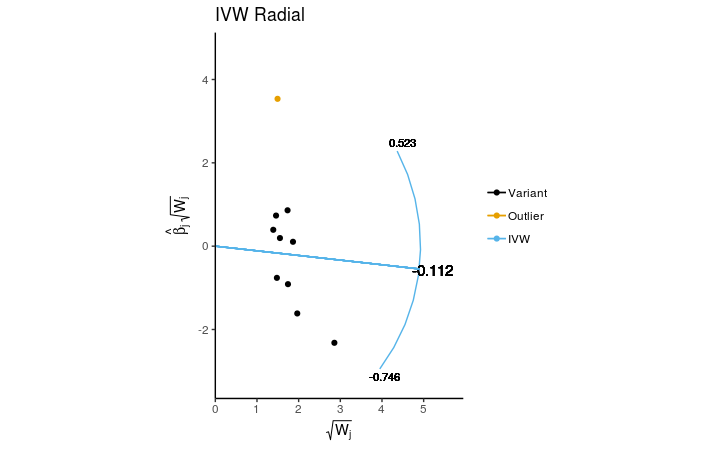 IVW Radial
4
2
0
-2
β̂j√Wj
0.523
-0.112
-0.746
Variant
Outlier
IVW
0 1 2 3 4 5
√Wj